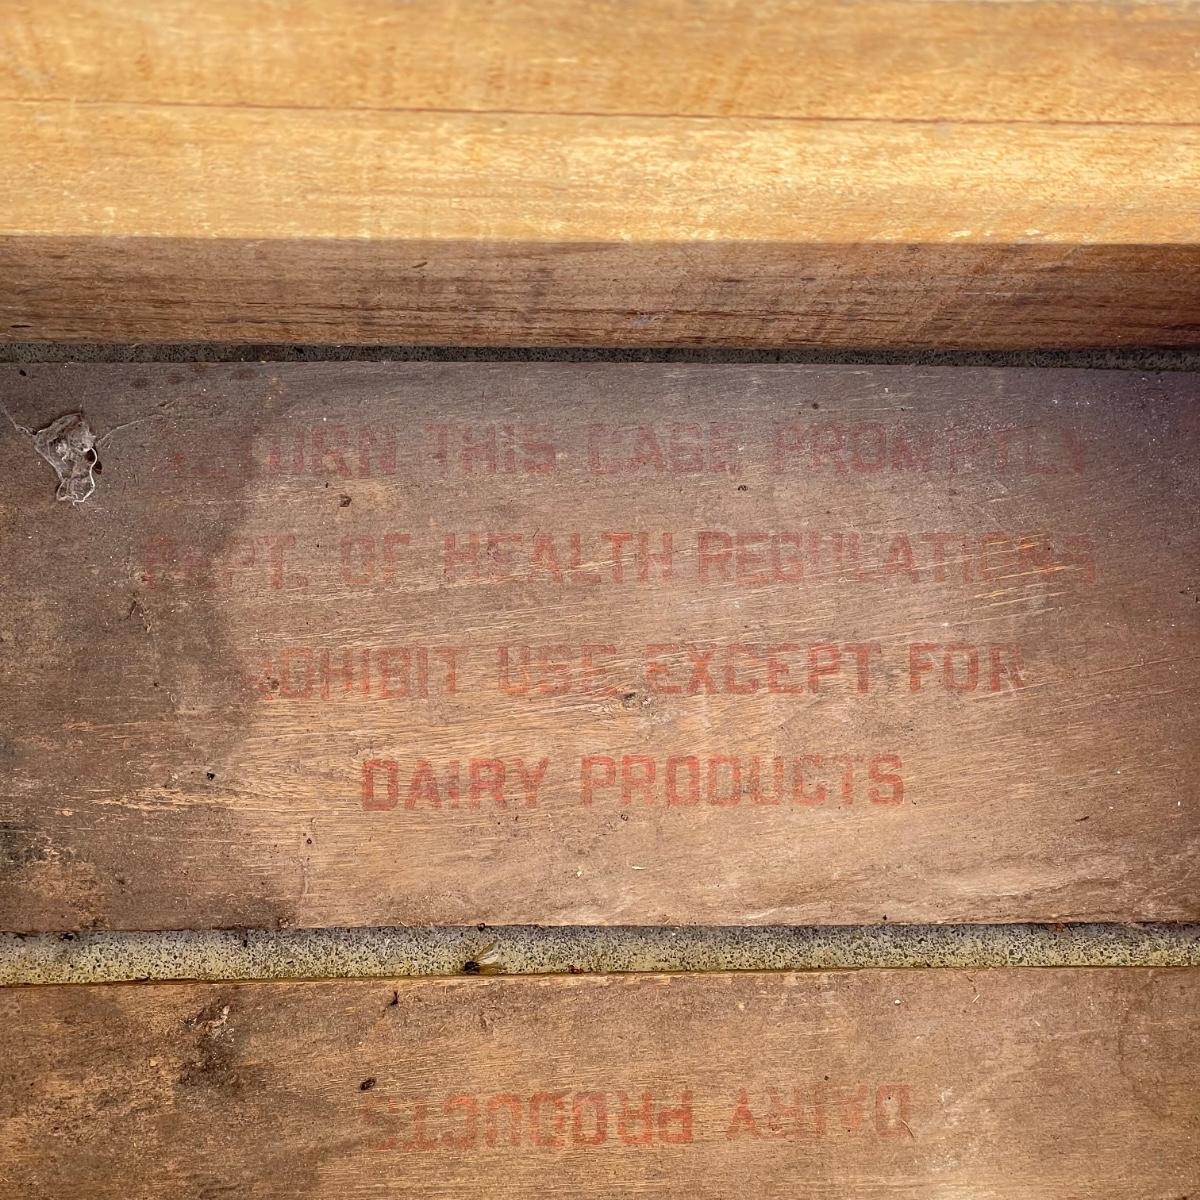 RETURN THIS CASE PROMPTLY
DEPT. OF HEALTH REGULATIONS
PROHIBIT USE EXCEPT FOR
DAIRY PRODUCTS
DAIRY PRODUCTS